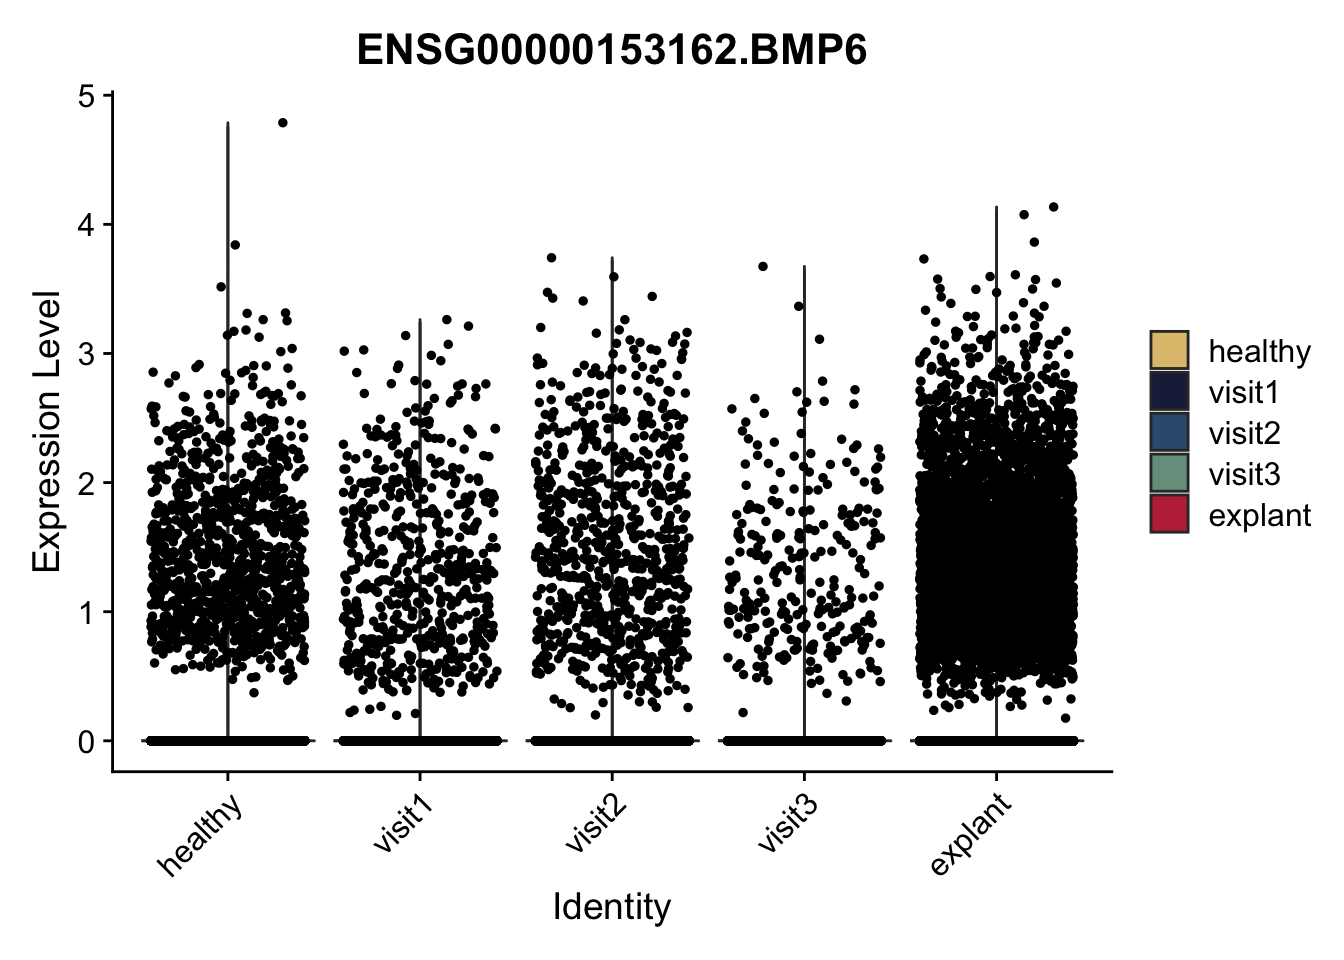 ENSG00000153162.BMP6
Expression Level
5
4
3
2
1
0
healthy
visit1
visit2
visit3
explant
Identity
healthy
visit1
visit2
visit3
explant